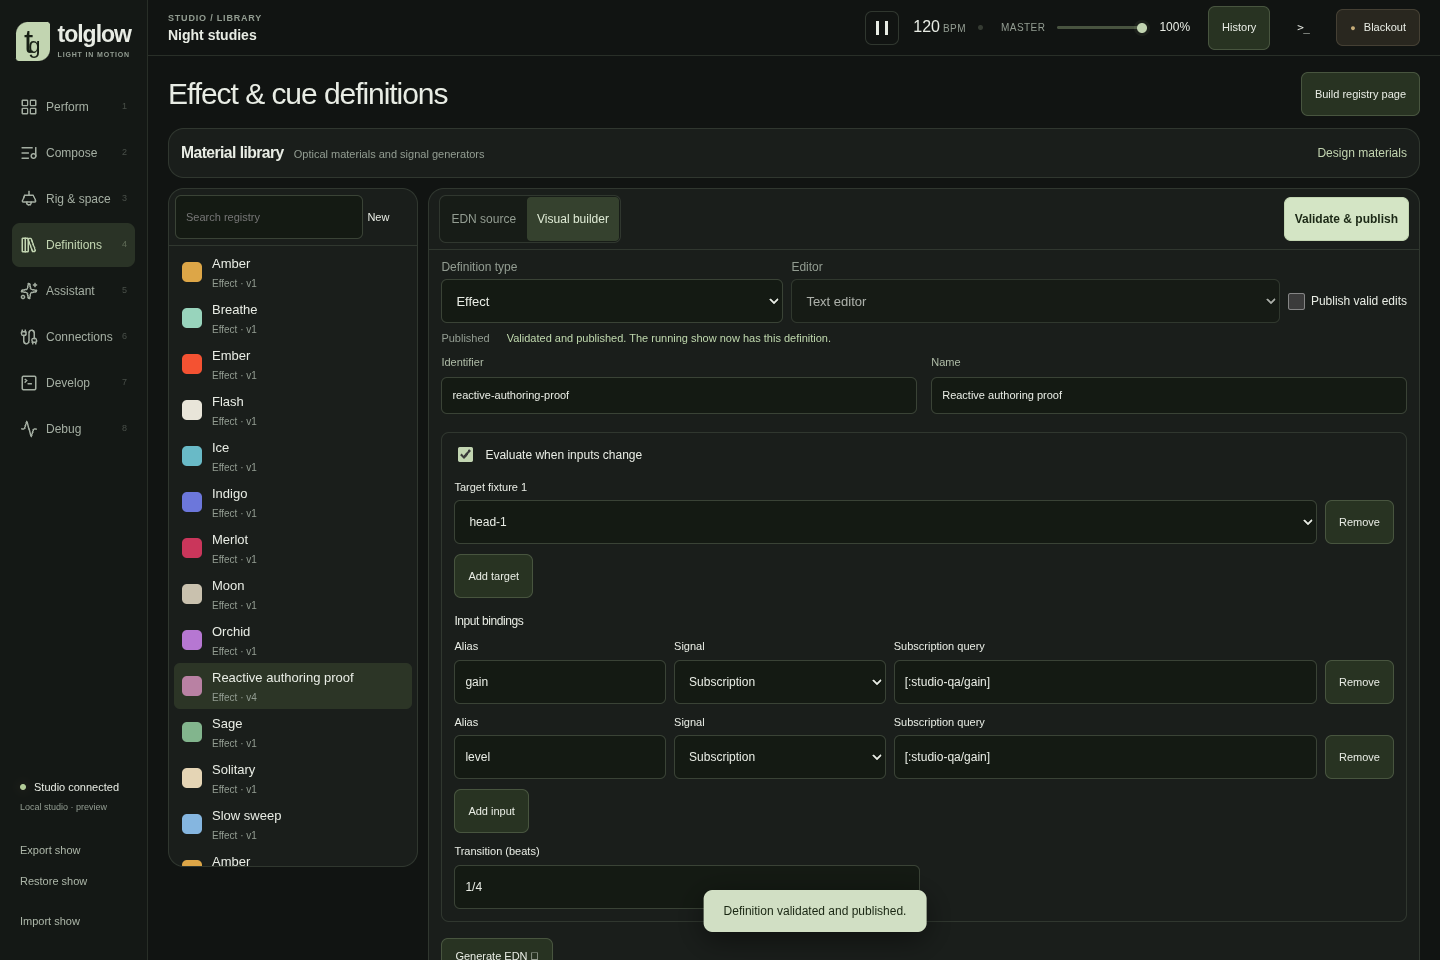 tg
tolglow
LIGHT IN MOTION
Perform 1
Compose 2
Rig & space 3
Definitions 4
Assistant 5
Connections 6
Develop 7
Debug 8
Studio connected
Local studio · preview
Export show
Restore show
Import show
STUDIO / LIBRARY
Night studies
120 BPM
MASTER
100%
History
>_
Blackout
Effect & cue definitions
Build registry page
Material library
Optical materials and signal generators
Design materials
Search registry
New
Amber
Effect · v1
Breathe
Effect · v1
Ember
Effect · v1
Flash
Effect · v1
Ice
Effect · v1
Indigo
Effect · v1
Merlot
Effect · v1
Moon
Effect · v1
Orchid
Effect · v1
Reactive authoring proof
Effect · v4
Sage
Effect · v1
Solitary
Effect · v1
Slow sweep
Effect · v1
Amber
EDN source
Visual builder
Validate & publish
Definition type
Editor
Effect
Text editor
Publish valid edits
Published
Validated and published. The running show now has this definition.
Identifier
Name
reactive-authoring-proof
Reactive authoring proof
Evaluate when inputs change
Target fixture 1
head-1
Remove
Add target
Input bindings
Alias
Signal
Subscription query
gain
Subscription
[:studio-qa/gain]
Remove
Alias
Signal
Subscription query
level
Subscription
[:studio-qa/gain]
Remove
Add input
Transition (beats)
1/4
Definition validated and published.
Generate EDN